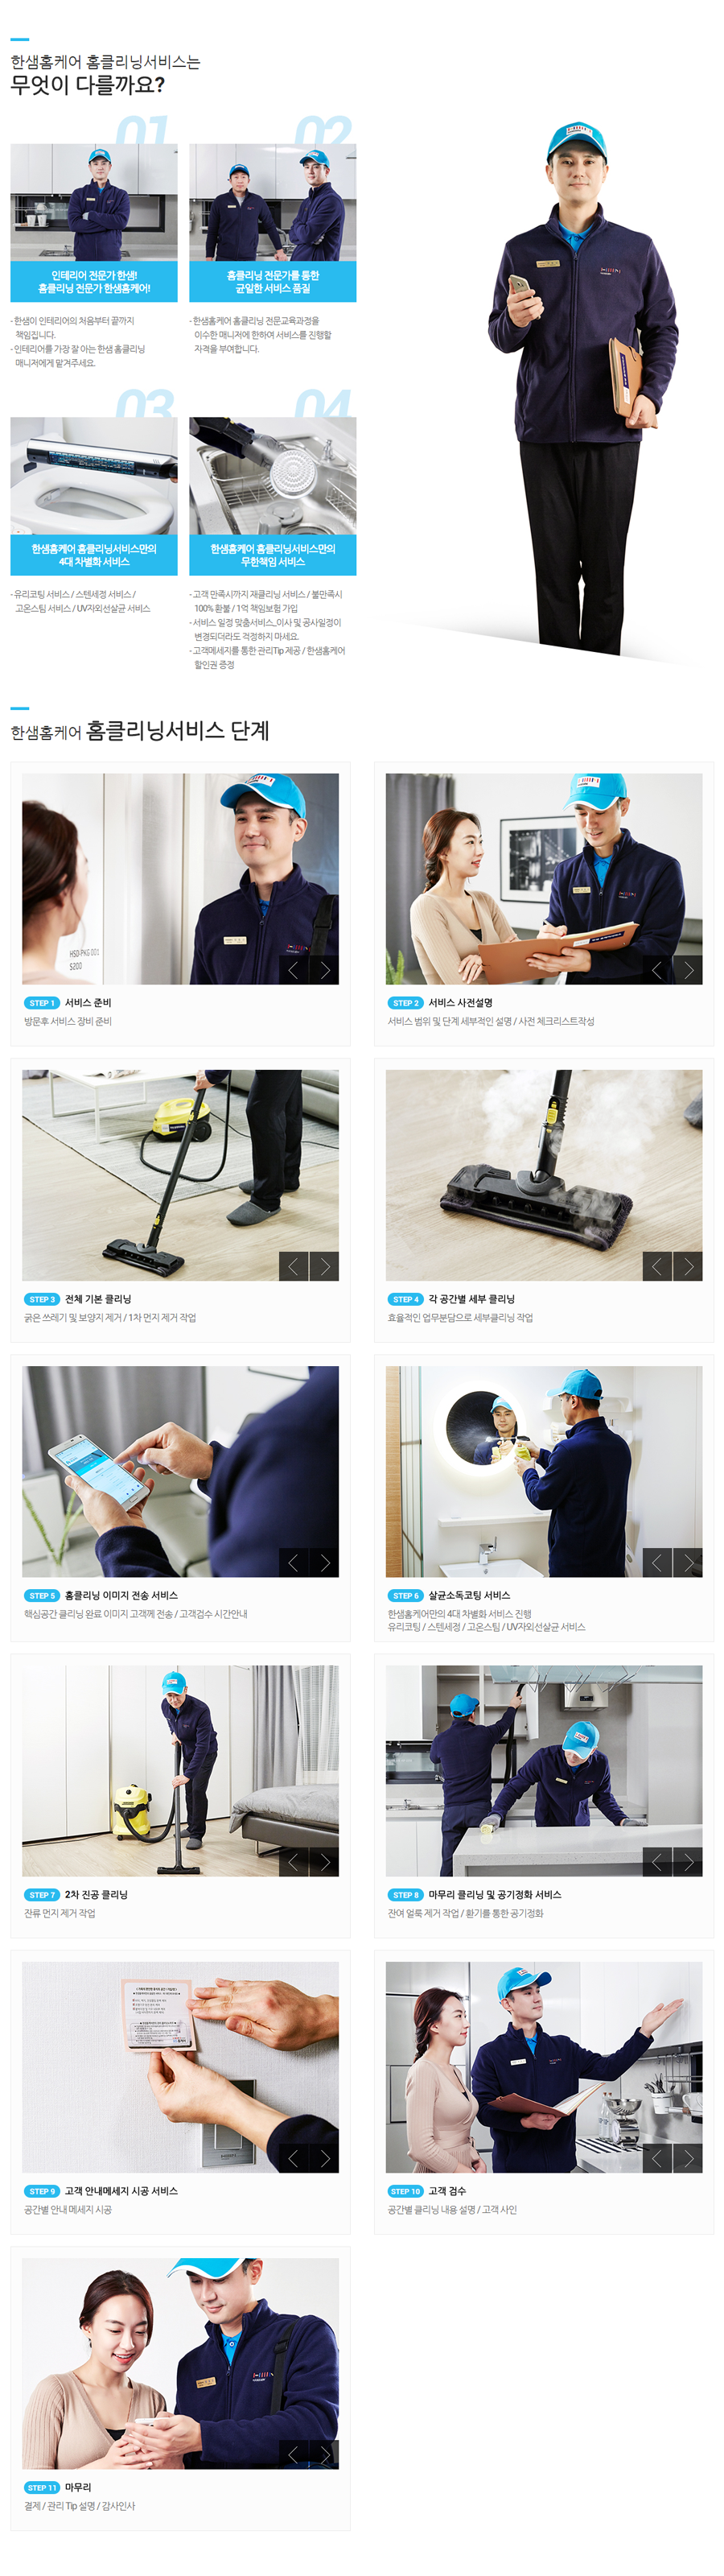 한샘홈케어 홈클리닝서비스는
무엇이 다를까요?
01
02
인테리어 전문가 한샘!
홈클리닝 전문가 한샘홈케어!
홈클리닝 전문가를 통한
균일한 서비스 품질
- 한샘이 인테리어의 처음부터 끝까지
책임집니다.
- 인테리어를 가장 잘 아는 한샘 홈클리닝
매니저에게 맡겨주세요.
- 한샘홈케어 홈클리닝 전문교육과정을
이수한 매니저에 한하여 서비스를 진행할
자격을 부여합니다.
03
04
한샘홈케어 홈클리닝서비스만의
4대 차별화 서비스
한샘홈케어 홈클리닝서비스만의
무한책임 서비스
- 유리코팅 서비스 / 스텐세정 서비스 /
고온스팀 서비스 / UV자외선살균 서비스
- 고객 만족시까지 재클리닝 서비스 / 불만족시
100% 환불 / 1억 책임보험 가입
- 서비스 일정 맞춤서비스_이사 및 공사일정이
변경되더라도 걱정하지 마세요.
- 고객메세지를 통한 관리Tip 제공 / 한샘홈케어
할인권 증정
한샘홈케어 홈클리닝서비스 단계
HSD-PKG 001
S200
STEP 1 서비스 준비
방문후 서비스 장비 준비
STEP 2 서비스 사전설명
서비스 범위 및 단계 세부적인 설명 / 사전 체크리스트작성
STEP 3 전체 기본 클리닝
굵은 쓰레기 및 보양지 제거 / 1차 먼지 제거 작업
STEP 4 각 공간별 세부 클리닝
효율적인 업무분담으로 세부클리닝 작업
STEP 5 홈클리닝 이미지 전송 서비스
핵심공간 클리닝 완료 이미지 고객께 전송 / 고객검수 시간안내
STEP 6 살균소독코팅 서비스
한샘홈케어만의 4대 차별화 서비스 진행
유리코팅 / 스텐세정 / 고온스팀 / UV자외선살균 서비스
STEP 7 2차 진공 클리닝
잔류 먼지 제거 작업
STEP 8 마무리 클리닝 및 공기정화 서비스
잔여 얼룩 제거 작업 / 환기를 통한 공기정화
STEP 9 고객 안내메세지 시공 서비스
공간별 안내 메세지 시공
STEP 10 고객 검수
공간별 클리닝 내용 설명 / 고객 사인
STEP 11 마무리
결제 / 관리 Tip 설명 / 감사인사